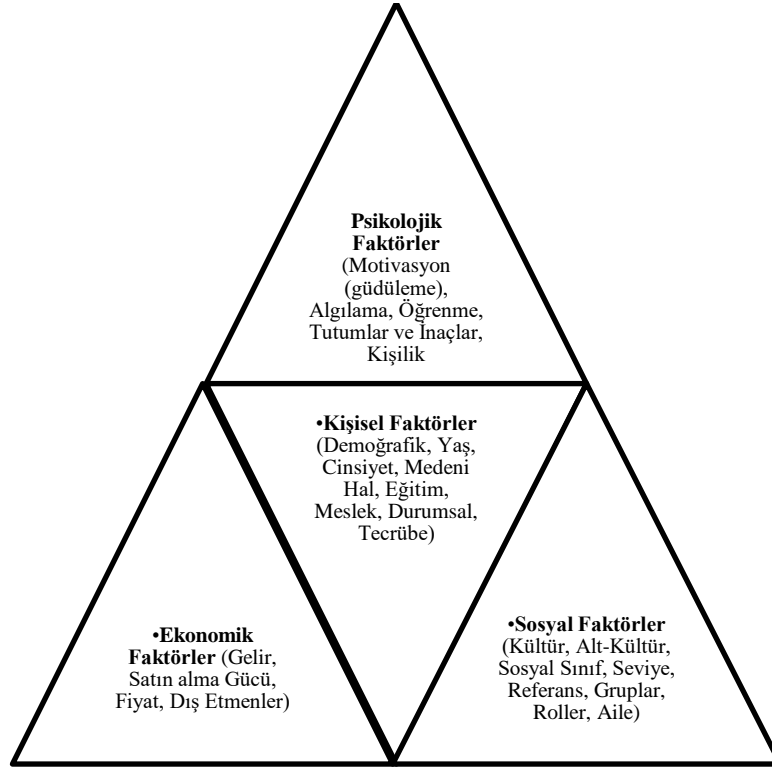 Psikolojik
Faktörler
(Motivasyon
(güdüleme),
Algılama, Öğrenme,
Tutumlar ve İnaçlar,
Kişilik
•Kişisel Faktörler
(Demoğrafik, Yaş,
Cinsiyet, Medeni
Hal, Eğitim,
Meslek, Durumsal,
Tecrübe)
•Ekonomik
Faktörler (Gelir,
Satın alma Gücü,
Fiyat, Dış Etmenler)
•Sosyal Faktörler
(Kültür, Alt-Kültür,
Sosyal Sınıf, Seviye,
Referans, Gruplar,
Roller, Aile)